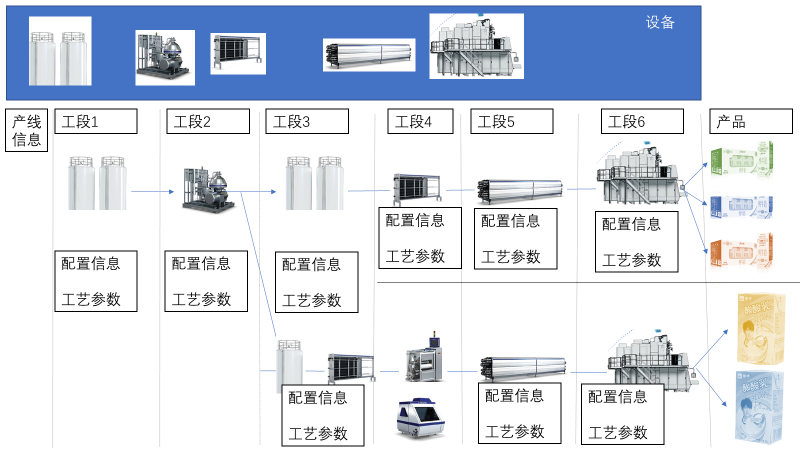 设备
产线
信息
工段1
工段2
工段3
工段4
工段5
工段6
产品
配置信息
工艺参数
配置信息
工艺参数
配置信息
工艺参数
配置信息
工艺参数
配置信息
工艺参数
配置信息
工艺参数
配置信息
工艺参数
配置信息
工艺参数
配置信息
工艺参数